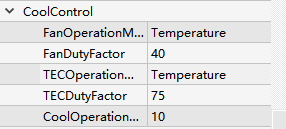 CoolControl
FanOperationM... Temperature
FanDutyFactor 40
TECOperation... Temperature
TECDutyFactor 75
CoolOperation... 10